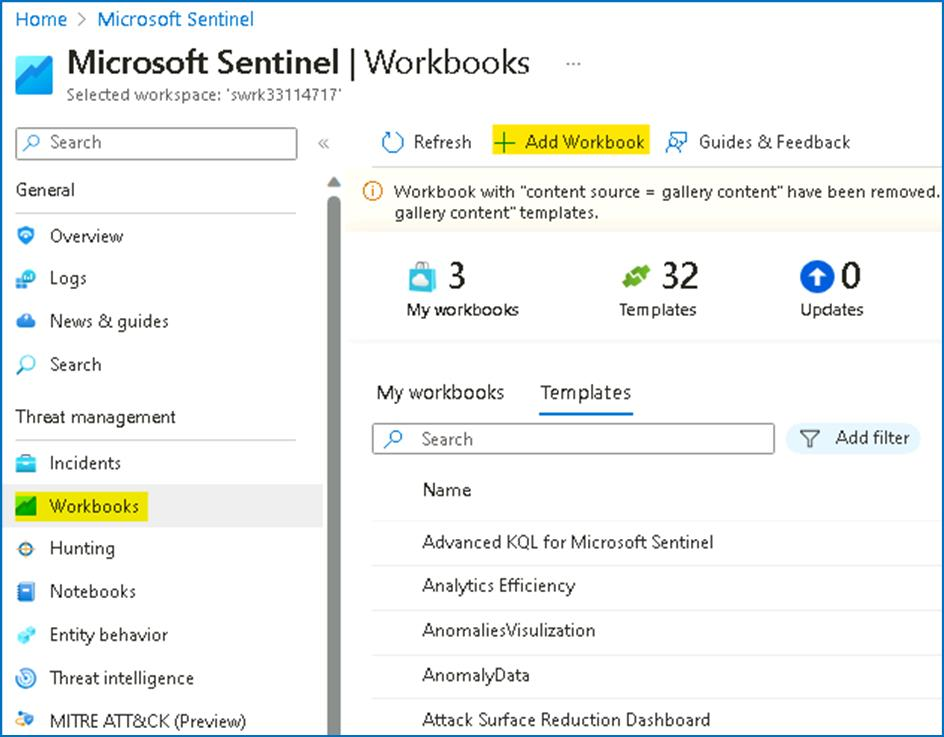 Home > Microsoft Sentinel
Microsoft Sentinel | Workbooks ...
Selected workspace: 'swrk33114717'
Search «
General
Overview
Logs
News & guides
Search
Threat management
Incidents
Workbooks
Hunting
Notebooks
Entity behavior
Threat intelligence
MITRE ATT&CK (Preview)
Refresh + Add Workbook Guides & Feedback
Workbook with "content source = gallery content" have been removed.
gallery content" templates.
3 32 0
My workbooks Templates Updates
My workbooks Templates
Search Add filter
Name
Advanced KQL for Microsoft Sentinel
Analytics Efficiency
AnomaliesVisulization
AnomalyData
Attack Surface Reduction Dashboard